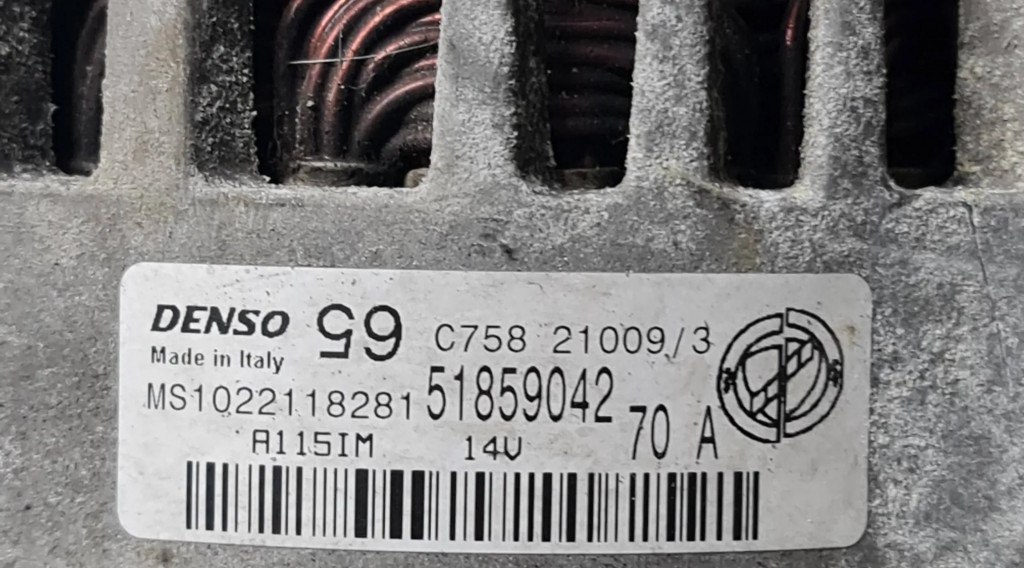 DENSO 65 C758 21009/3
Made in Italy
MS1022118281 51859042 70 A
A115IM 14V